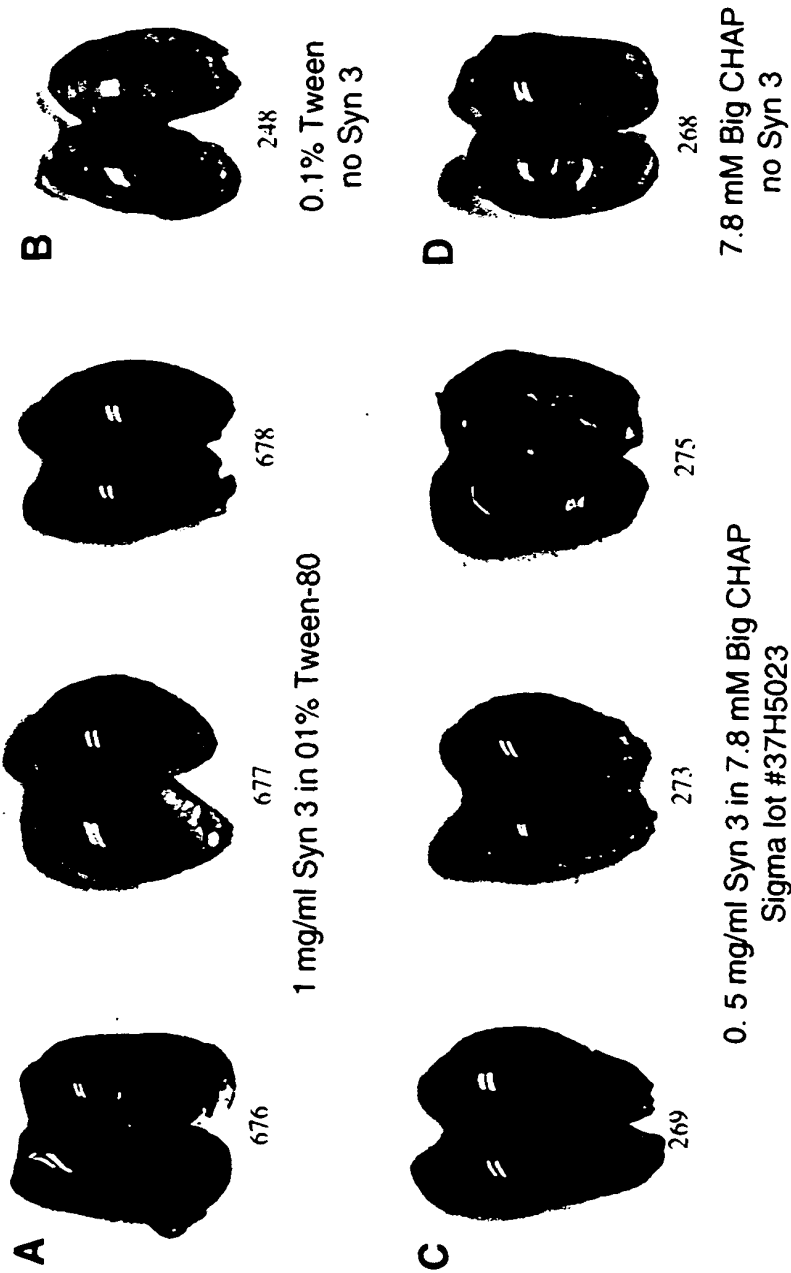 A
676
677
678
1 mg/ml Syn 3 in 01% Tween-80
B
248
0.1% Tween
no Syn 3
C
269
273
275
0. 5 mg/ml Syn 3 in 7.8 mM Big CHAP
Sigma lot #37H5023
D
268
7.8 mM Big CHAP
no Syn 3